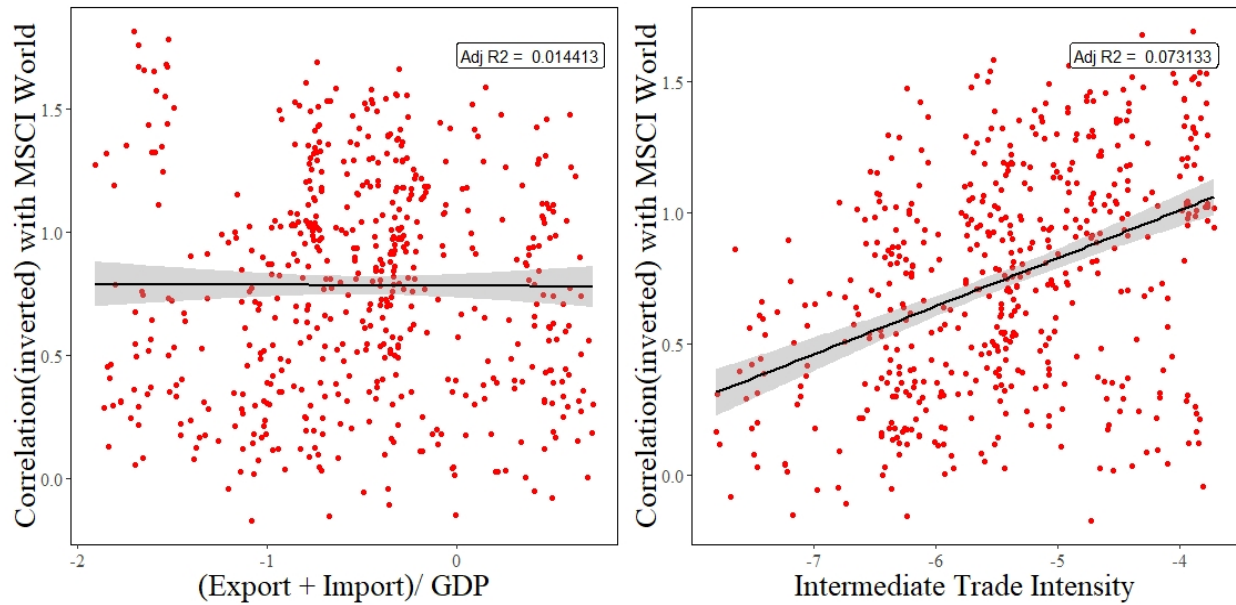 Correlation(inverted) with MSCI World
1.5
1.0
0.5
0.0
Adj R2 = 0.014413
-2
-1
0
(Export + Import)/ GDP
Correlation(inverted) with MSCI World
1.5
1.0
0.5
0.0
Adj R2 = 0.073133
-7
-6
-5
-4
Intermediate Trade Intensity